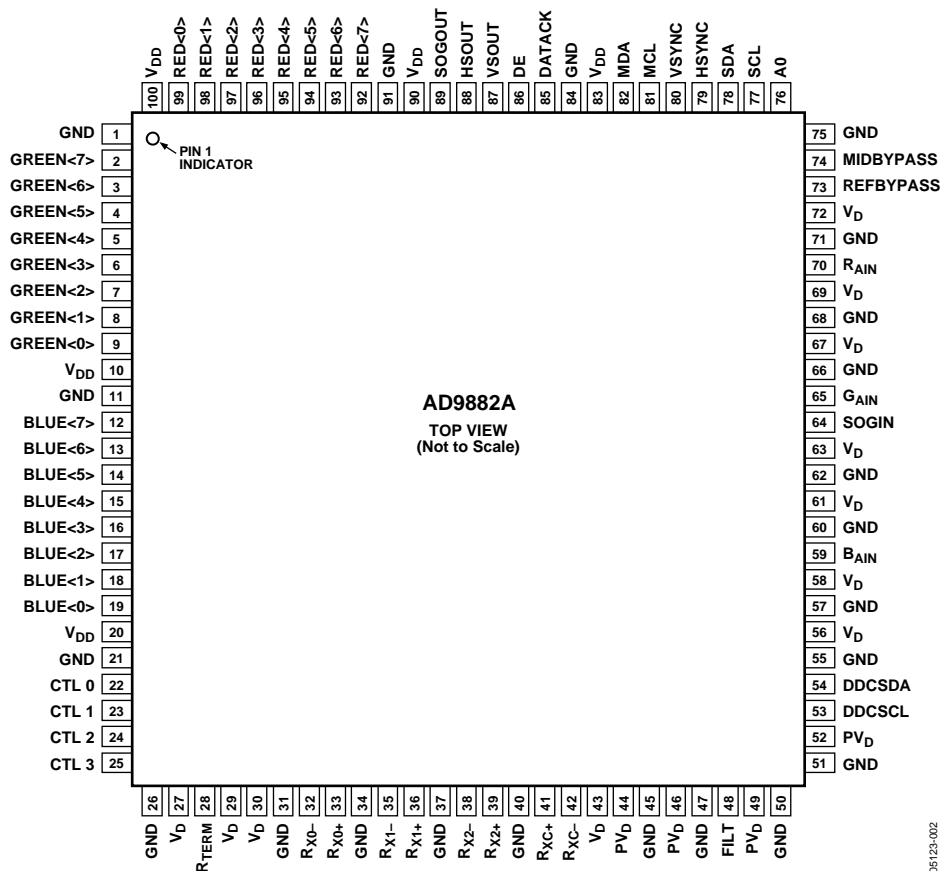 VDD
RED<0>
RED<1>
RED<2>
RED<3>
RED<4>
RED<5>
RED<6>
RED<7>
GND
VDD
SOGOUT
HSOUT
VSOUT
DE
DATACK
GND
VDD
MDA
MCL
VSYNC
HSYNC
SDA
SCL
A0
100
99
98
97
96
95
94
93
92
91
90
89
88
87
86
85
84
83
82
81
80
79
78
77
76
GND 1
GREEN<7> 2
GREEN<6> 3
GREEN<5> 4
GREEN<4> 5
GREEN<3> 6
GREEN<2> 7
GREEN<1> 8
GREEN<0> 9
VDD 10
GND 11
BLUE<7> 12
BLUE<6> 13
BLUE<5> 14
BLUE<4> 15
BLUE<3> 16
BLUE<2> 17
BLUE<1> 18
BLUE<0> 19
VDD 20
GND 21
CTL 0 22
CTL 1 23
CTL 2 24
CTL 3 25
PIN 1
INDICATOR
AD9882A
TOP VIEW
(Not to Scale)
75 GND
74 MIDBYPASS
73 REFBYPASS
72 VD
71 GND
70 RAIN
69 VD
68 GND
67 VD
66 GND
65 GAIN
64 SOGIN
63 VD
62 GND
61 VD
60 GND
59 BAIN
58 VD
57 GND
56 VD
55 GND
54 DDCSDA
53 DDCSCL
52 PVD
51 GND
26
27
28
29
30
31
32
33
34
35
36
37
38
39
40
41
42
43
44
45
46
47
48
49
50
GND
VD
RTERM
VD
VD
GND
RX0–
RX0+
GND
RX1–
RX1+
GND
RX2–
RX2+
GND
RXC+
RXC–
VD
PVD
GND
PVD
GND
FILT
PVD
GND
05123-002